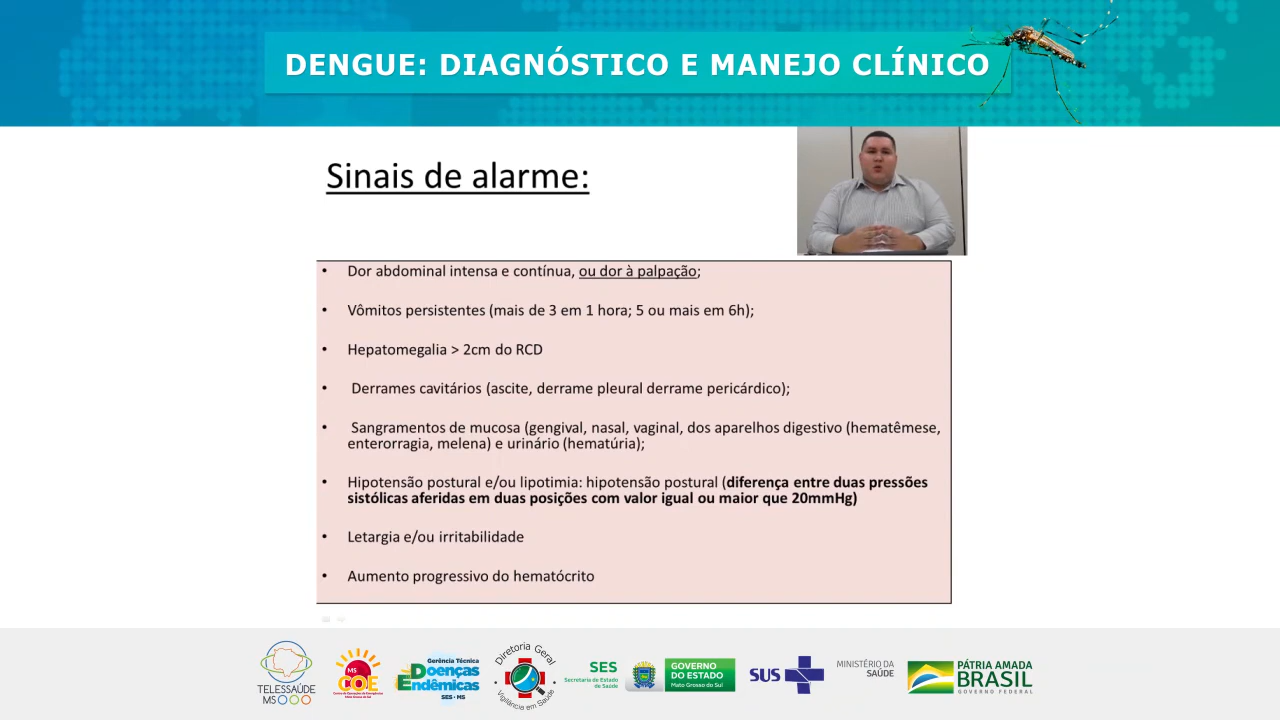 DENGUE: DIAGNÓSTICO E MANEJO CLÍNICO
Sinais de alarme:
• Dor abdominal intensa e contínua, ou dor à palpação;
• Vômitos persistentes (mais de 3 em 1 hora; 5 ou mais em 6h);
• Hepatomegalia > 2cm do RCD
• Derrames cavitários (ascite, derrame pleural derrame pericárdico);
• Sangramentos de mucosa (gengival, nasal, vaginal, dos aparelhos digestivo (hematêmese,
enterorragia, melena) e urinário (hematúria);
• Hipotensão postural e/ou lipotimia: hipotensão postural (diferença entre duas pressões
sistólicas aferidas em duas posições com valor igual ou maior que 20mmHg)
• Letargia e/ou irritabilidade
• Aumento progressivo do hematócrito
TELESSAÚDE
MS
MS
COE
Gerência Técnica
Doenças
Endêmicas
SES - MS
Diretoria Geral
Vigilância em Saúde
SES
Secretaria de Estado
de Saúde
GOVERNO
DO ESTADO
Mato Grosso do Sul
SUS
MINISTÉRIO DA
SAÚDE
PÁTRIA AMADA
BRASIL
GOVERNO FEDERAL